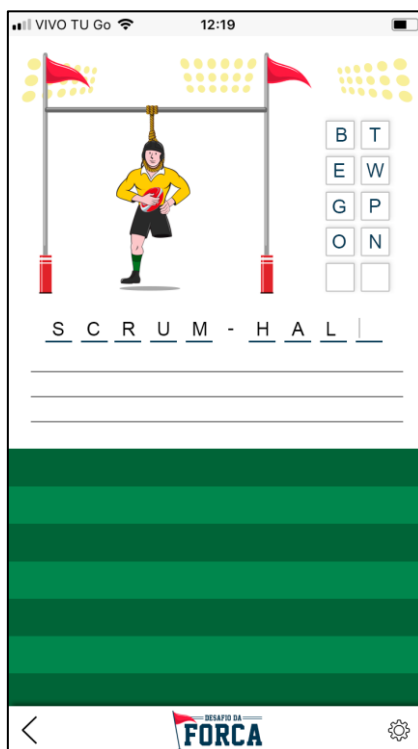 VIVO TU Go 12:19
B T
E W
G P
O N
S C R U M - H A L
DESAFIO DA
FORCA